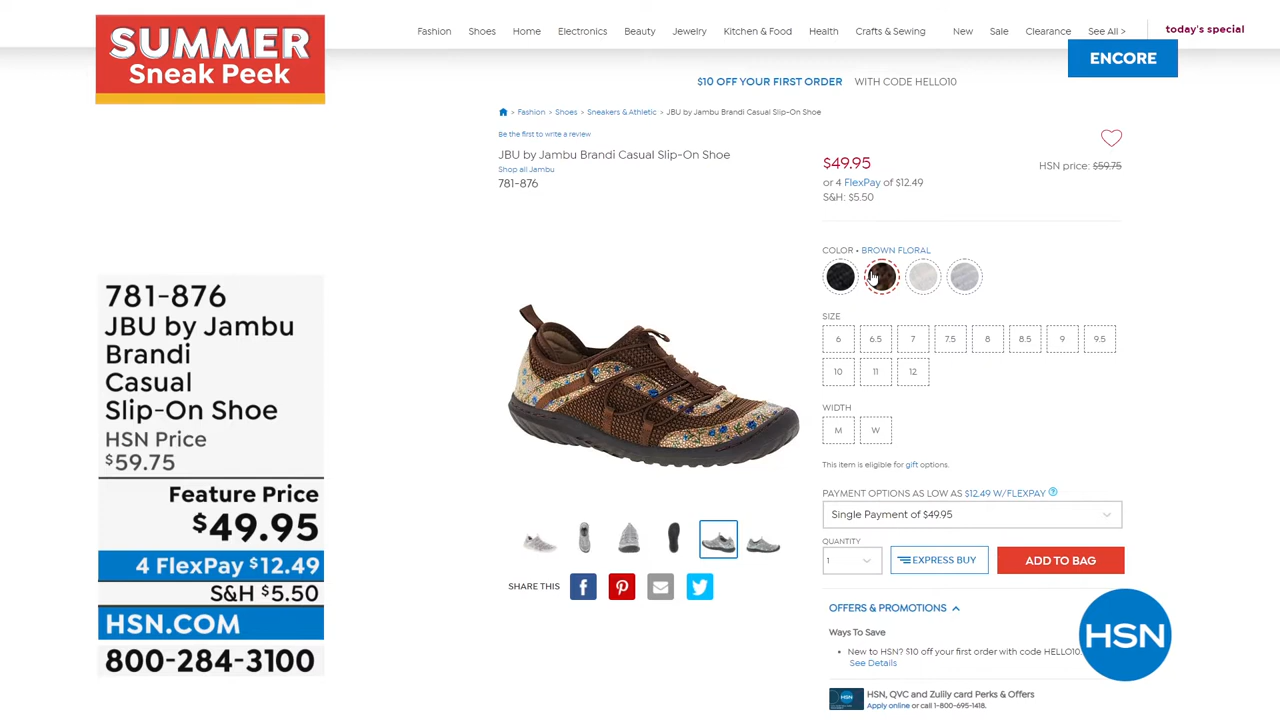 SUMMER
Sneak Peek
Fashion Shoes Home Electronics Beauty Jewelry Kitchen & Food Health Crafts & Sewing New Sale Clearance See All > today's special
ENCORE
$10 OFF YOUR FIRST ORDER WITH CODE HELLO10
> Fashion > Shoes > Sneakers & Athletic > JBU by Jambu Brandi Casual Slip-On Shoe
Be the first to write a review
JBU by Jambu Brandi Casual Slip-On Shoe
Shop all Jambu
781-876
$49.95
HSN price: $59.75
or 4 FlexPay of $12.49
S&H: $5.50
COLOR • BROWN FLORAL
SIZE
6 6.5 7 7.5 8 8.5 9 9.5
10 11 12
WIDTH
M W
This item is eligible for gift options.
PAYMENT OPTIONS AS LOW AS $12.49 W/FLEXPAY ?
Single Payment of $49.95
QUANTITY
1 EXPRESS BUY ADD TO BAG
SHARE THIS
OFFERS & PROMOTIONS
Ways To Save
• New to HSN? $10 off your first order with code HELLO10.
See Details
HSN, QVC and Zulily card Perks & Offers
Apply online or call 1-800-695-1418.
HSN
781-876
JBU by Jambu
Brandi
Casual
Slip-On Shoe
HSN Price
$59.75
Feature Price
$49.95
4 FlexPay $12.49
S&H $5.50
HSN.COM
800-284-3100